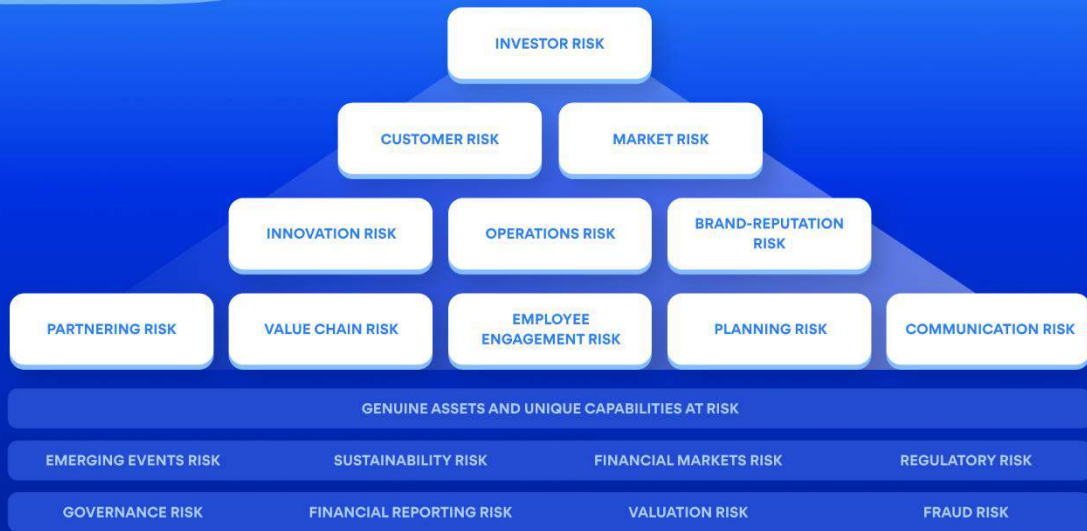 INVESTOR RISK
CUSTOMER RISK
MARKET RISK
INNOVATION RISK
OPERATIONS RISK
BRAND-REPUTATION
RISK
PARTNERING RISK
VALUE CHAIN RISK
EMPLOYEE
ENGAGEMENT RISK
PLANNING RISK
COMMUNICATION RISK
GENUINE ASSETS AND UNIQUE CAPABILITIES AT RISK
EMERGING EVENTS RISK
SUSTAINABILITY RISK
FINANCIAL MARKETS RISK
REGULATORY RISK
GOVERNANCE RISK
FINANCIAL REPORTING RISK
VALUATION RISK
FRAUD RISK